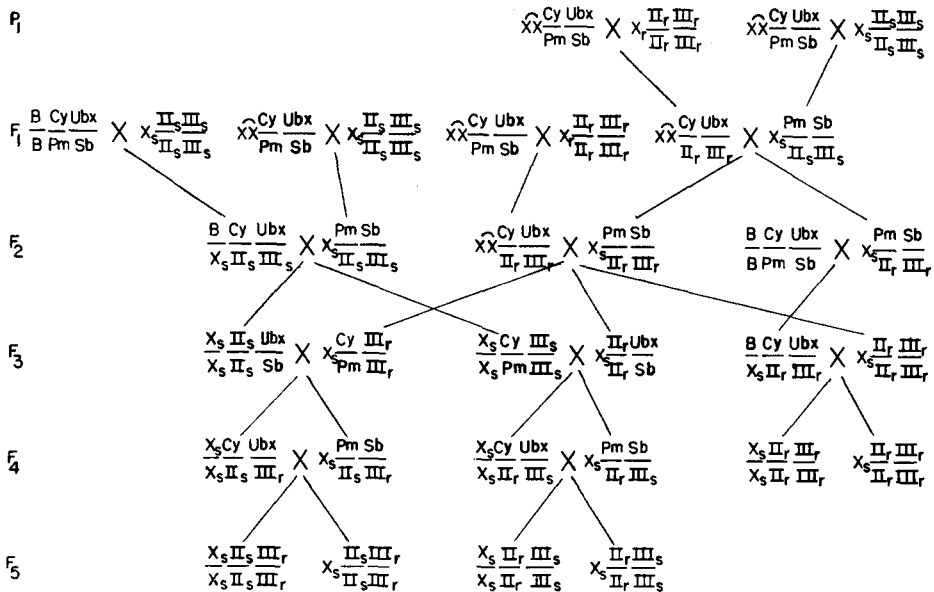 P₁ X͡X Cy Ubx / Pm Sb X Xᵣ IIᵣ IIIᵣ / IIᵣ IIIᵣ X͡X Cy Ubx / Pm Sb X Xₛ IIₛ IIIₛ / IIₛ IIIₛ
F₁ B Cy Ubx / B Pm Sb X Xₛ IIₛ IIIₛ / IIₛ IIIₛ X͡X Cy Ubx / Pm Sb X Xₛ IIₛ IIIₛ / IIₛ IIIₛ X͡X Cy Ubx / Pm Sb X Xᵣ IIᵣ IIIᵣ / IIᵣ IIIᵣ X͡X Cy Ubx / IIᵣ IIIᵣ X Xₛ Pm Sb / IIₛ IIIₛ
F₂ B Cy Ubx / Xₛ IIₛ IIIₛ X Xₛ Pm Sb / IIₛ IIIₛ X͡X Cy Ubx / IIᵣ IIIᵣ X Xₛ Pm Sb / IIᵣ IIIᵣ B Cy Ubx / B Pm Sb X Xₛ Pm Sb / IIᵣ IIIᵣ
F₃ Xₛ IIₛ Ubx / Xₛ IIₛ Sb X Xₛ Cy IIIᵣ / Pm IIIᵣ Xₛ Cy IIIₛ / Xₛ Pm IIIₛ X Xₛ IIᵣ Ubx / IIᵣ Sb B Cy Ubx / Xₛ IIᵣ IIIᵣ X Xₛ IIᵣ IIIᵣ / IIᵣ IIIᵣ
F₄ Xₛ Cy Ubx / Xₛ IIₛ IIIᵣ X Xₛ Pm Sb / IIₛ IIIᵣ Xₛ Cy Ubx / Xₛ IIᵣ IIIₛ X Xₛ Pm Sb / IIᵣ IIIₛ Xₛ IIᵣ IIIᵣ / Xₛ IIᵣ IIIᵣ Xₛ IIᵣ IIIᵣ / IIᵣ IIIᵣ
F₅ Xₛ IIₛ IIIᵣ / Xₛ IIₛ IIIᵣ Xₛ IIₛ IIIᵣ / IIₛ IIIᵣ Xₛ IIᵣ IIIₛ / Xₛ IIᵣ IIIₛ Xₛ IIᵣ IIIₛ / IIᵣ IIIₛ